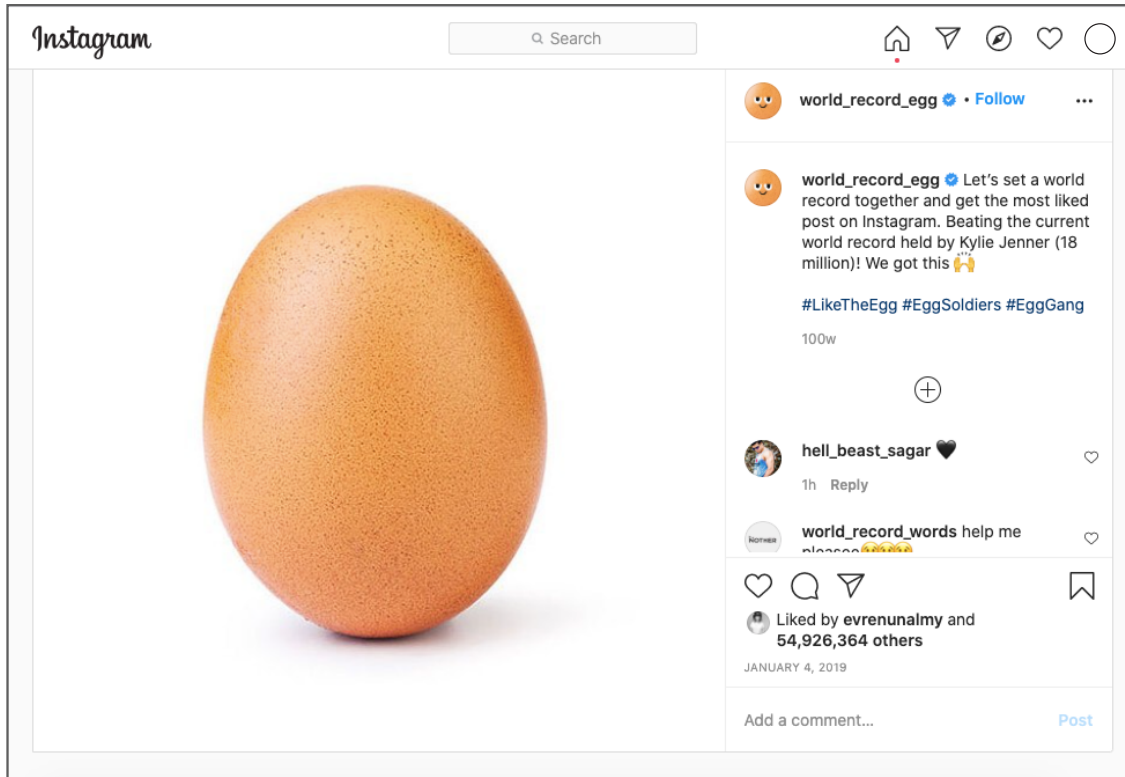 Instagram
Search
world_record_egg • Follow
world_record_egg Let's set a world
record together and get the most liked
post on Instagram. Beating the current
world record held by Kylie Jenner (18
million)! We got this 🙌
#LikeTheEgg #EggSoldiers #EggGang
100w
hell_beast_sagar 🖤
1h Reply
MOTHER
world_record_words help me
Liked by evrenunalmy and
54,926,364 others
JANUARY 4, 2019
Add a comment... Post